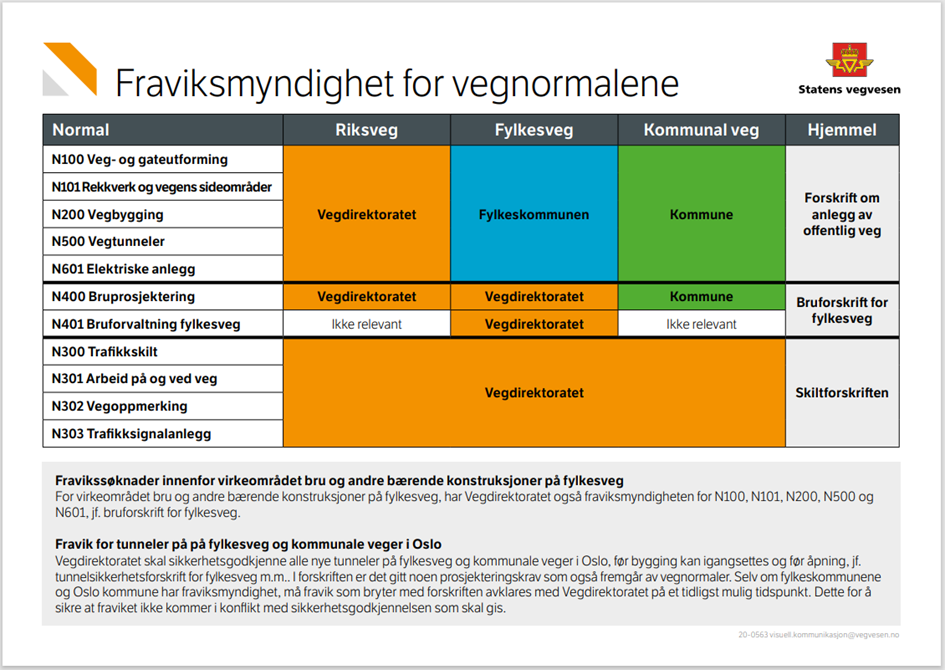 Fraviksmyndighet for vegnormalene
Statens vegvesen
Normal Riksveg Fylkesveg Kommunal veg Hjemmel
N100 Veg- og gateutforming
N101 Rekkverk og vegens sideområder
N200 Vegbygging
N500 Vegtunneler
N601 Elektriske anlegg
Vegdirektoratet Fylkeskommunen Kommune
Forskrift om
anlegg av
offentlig veg
N400 Bruprosjektering Vegdirektoratet Vegdirektoratet Kommune
N401 Bruforvaltning fylkesveg Ikke relevant Vegdirektoratet Ikke relevant
Bruforskrift for
fylkesveg
N300 Trafikkskilt
N301 Arbeid på og ved veg
N302 Vegoppmerking
N303 Trafikksignalanlegg
Vegdirektoratet
Skiltforskriften
Fravikssøknader innenfor virkeområdet bru og andre bærende konstruksjoner på fylkesveg
For virkeområdet bru og andre bærende konstruksjoner på fylkesveg, har Vegdirektoratet også fraviksmyndigheten for N100, N101, N200, N500 og
N601, jf. bruforskrift for fylkesveg.
Fravik for tunneler på på fylkesveg og kommunale veger i Oslo
Vegdirektoratet skal sikkerhetsgodkjenne alle nye tunneler på fylkesveg og kommunale veger i Oslo, før bygging kan igangsettes og før åpning, jf.
tunnelsikkerhetsforskrift for fylkesveg m.m.. I forskriften er det gitt noen prosjekteringskrav som også fremgår av vegnormaler. Selv om fylkeskommunene
og Oslo kommune har fraviksmyndighet, må fravik som bryter med forskriften avklares med Vegdirektoratet på et tidligst mulig tidspunkt. Dette for å
sikre at fraviket ikke kommer i konflikt med sikkerhetsgodkjennelsen som skal gis.
20-0563 visuell.kommunikasjon@vegvesen.no